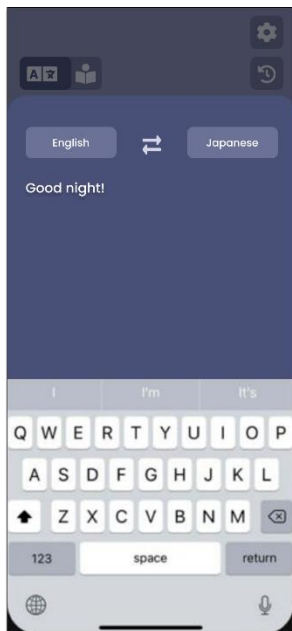 A
English
Japanese
Good night!
I
I'm
It's
Q W E R T Y U I O P
A S D F G H J K L
Z X C V B N M
123
space
return